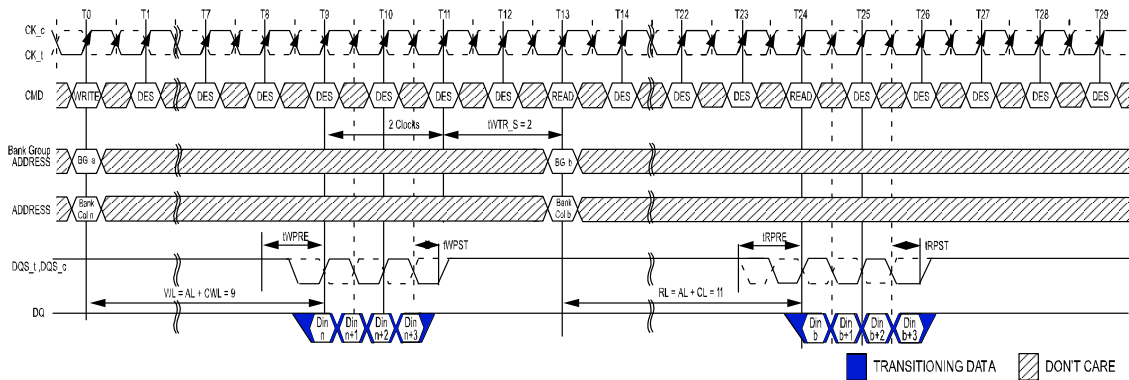 T0 T1 T7 T8 T9 T10 T11 T13 T14 T22 T23 T24 T25 T26 T27 T28 T29
CK_c
CK_t
CMD WRITE DES DES DES DES DES DES READ DES DES DES READ DES DES DES DES DES
2 Clocks tWTR_S = 2
Bank Group
ADDRESS BG a BG b
ADDRESS Bank Col n Bank Col b
tWPRE tWPST tRPRE tRPST
DQS_t ,DQS_c
WL = AL + CWL = 9 RL = AL + CL = 11
DQ Din n Din n+1 Din n+2 Din n+3 Din b Din b+1 Din b+2 Din b+3
TRANSITIONING DATA DON'T CARE